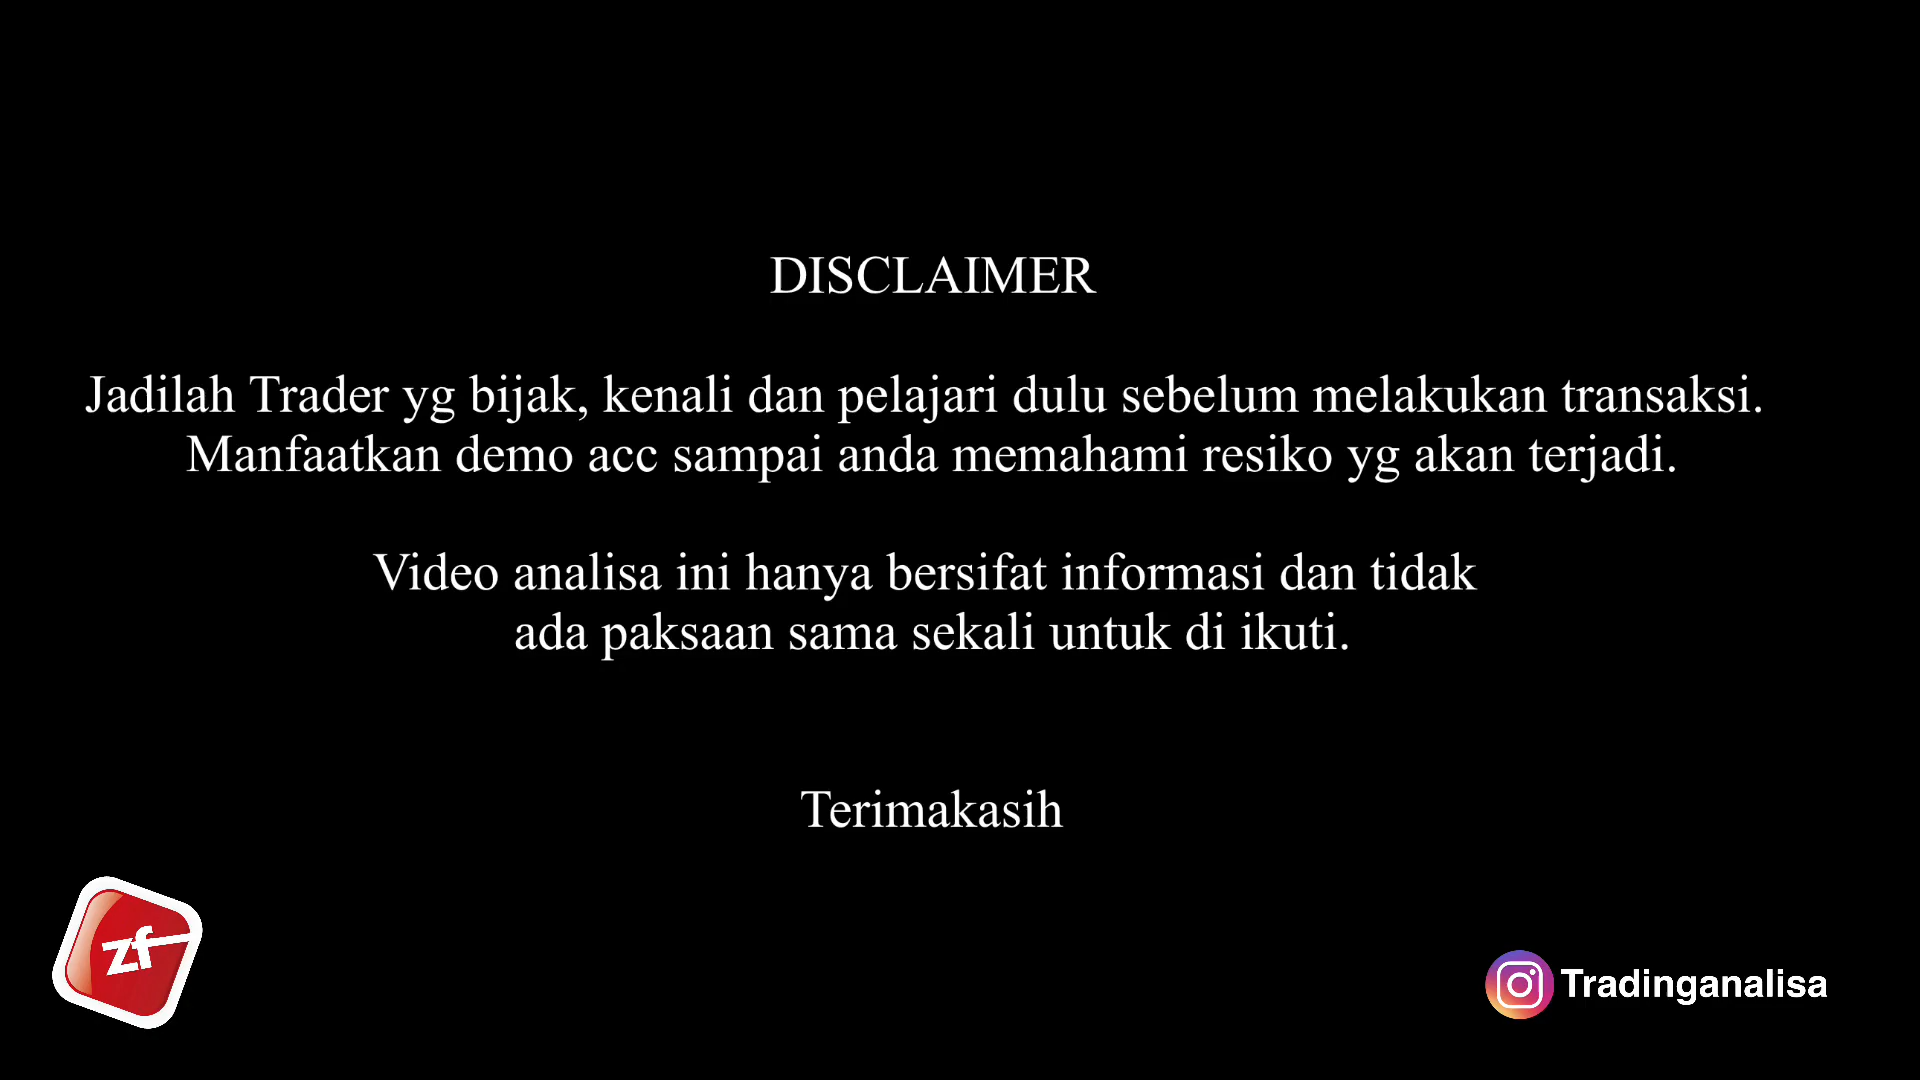 DISCLAIMER
Jadilah Trader yg bijak, kenali dan pelajari dulu sebelum melakukan transaksi.
Manfaatkan demo acc sampai anda memahami resiko yg akan terjadi.
Video analisa ini hanya bersifat informasi dan tidak
ada paksaan sama sekali untuk di ikuti.
Terimakasih
zf
Tradinganalisa